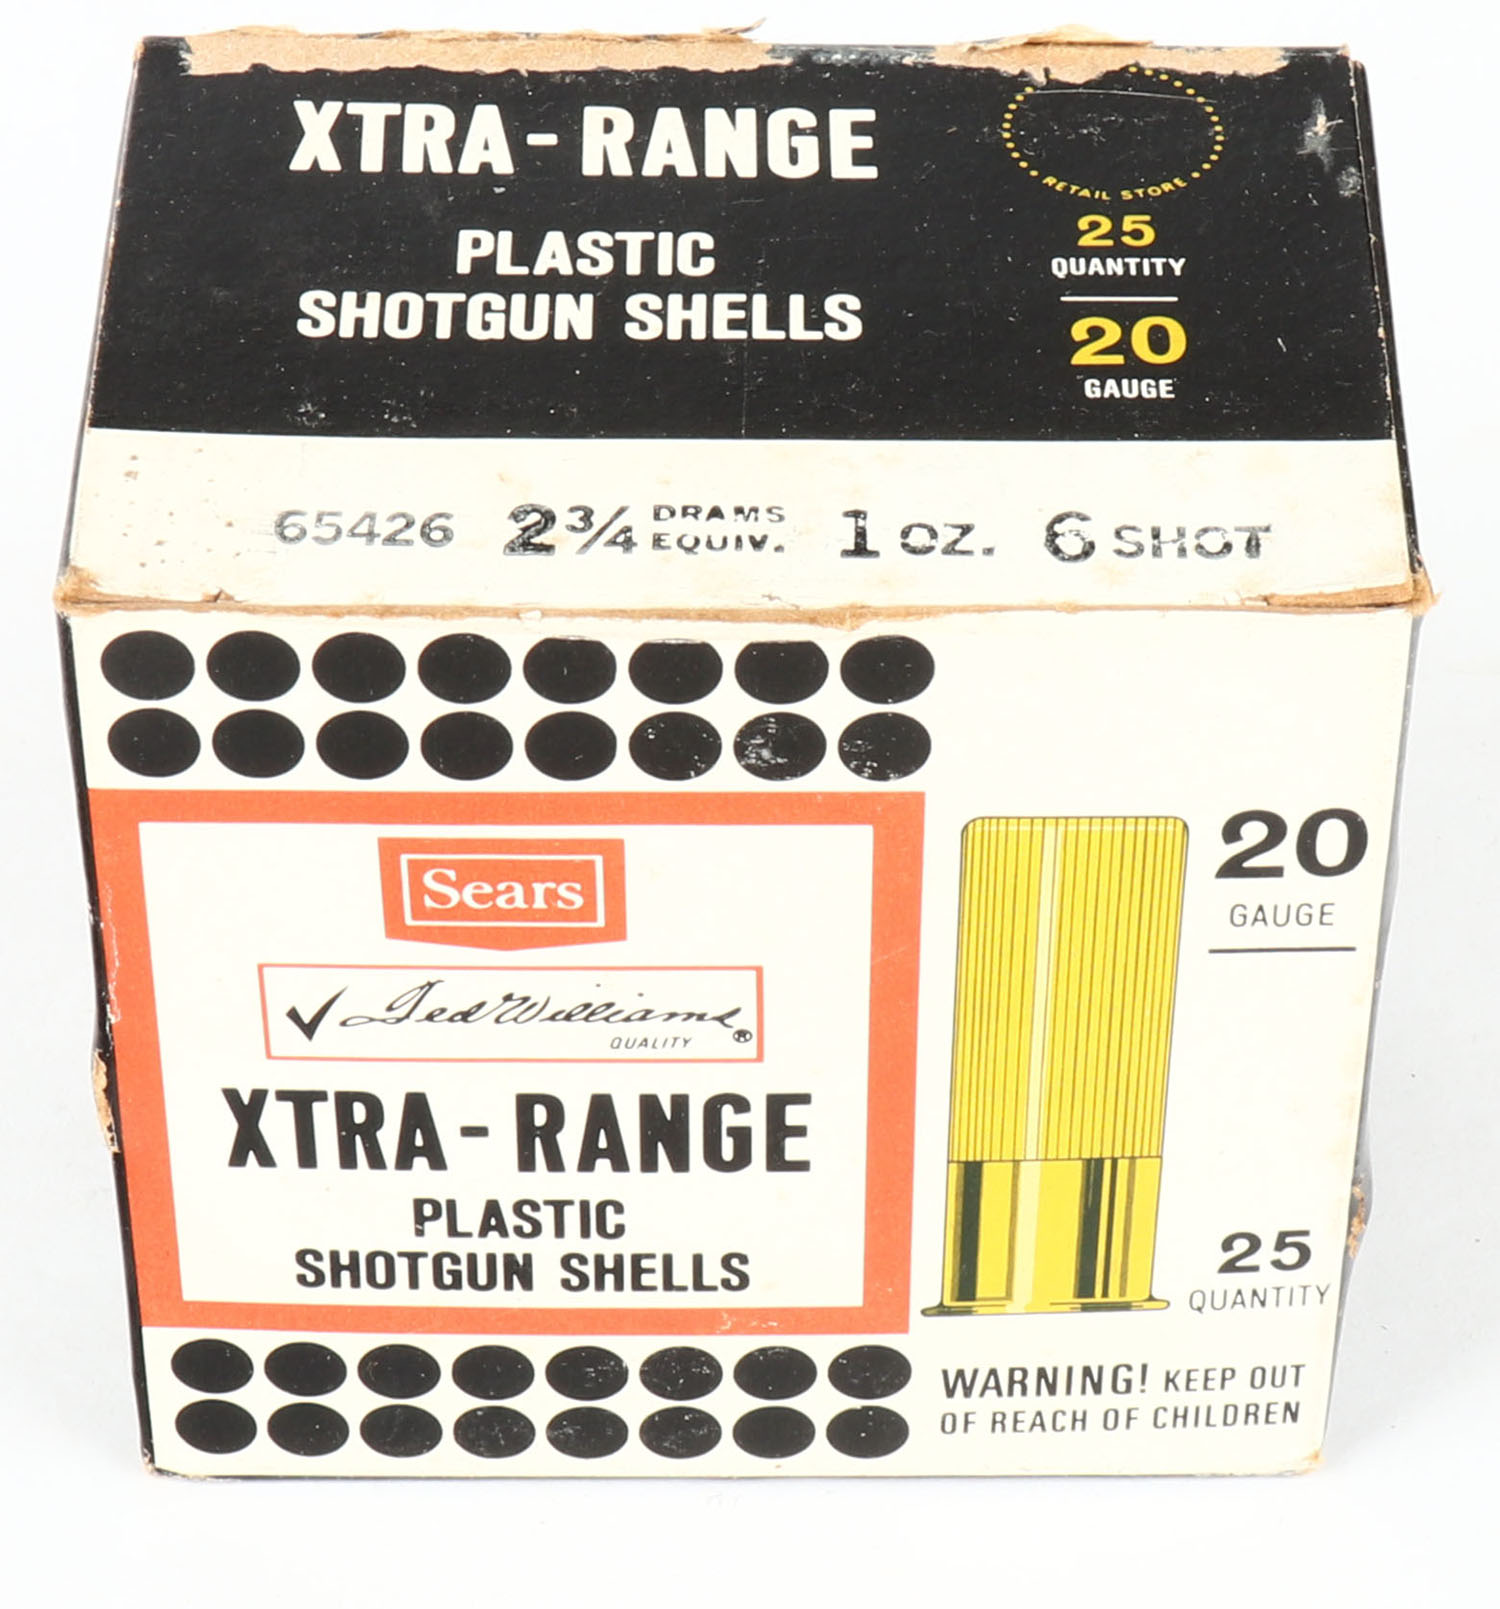 XTRA-RANGE
PLASTIC
SHOTGUN SHELLS
RETAIL STORE
25
QUANTITY
20
GAUGE
65426 2 3/4 DRAMS EQUIV. 1 OZ. 6 SHOT
Sears
Ted Williams®
QUALITY
XTRA-RANGE
PLASTIC
SHOTGUN SHELLS
20
GAUGE
25
QUANTITY
WARNING! KEEP OUT
OF REACH OF CHILDREN